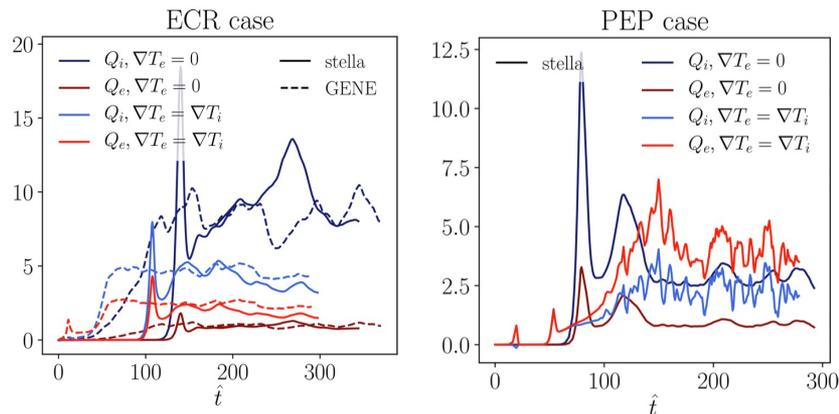 ECR case
20
15
10
5
0
Q_i, ∇T_e = 0
Q_e, ∇T_e = 0
Q_i, ∇T_e = ∇T_i
Q_e, ∇T_e = ∇T_i
stella
GENE
0 100 200 300
t̂
PEP case
12.5
10.0
7.5
5.0
2.5
0.0
stella
Q_i, ∇T_e = 0
Q_e, ∇T_e = 0
Q_i, ∇T_e = ∇T_i
Q_e, ∇T_e = ∇T_i
0 100 200 300
t̂